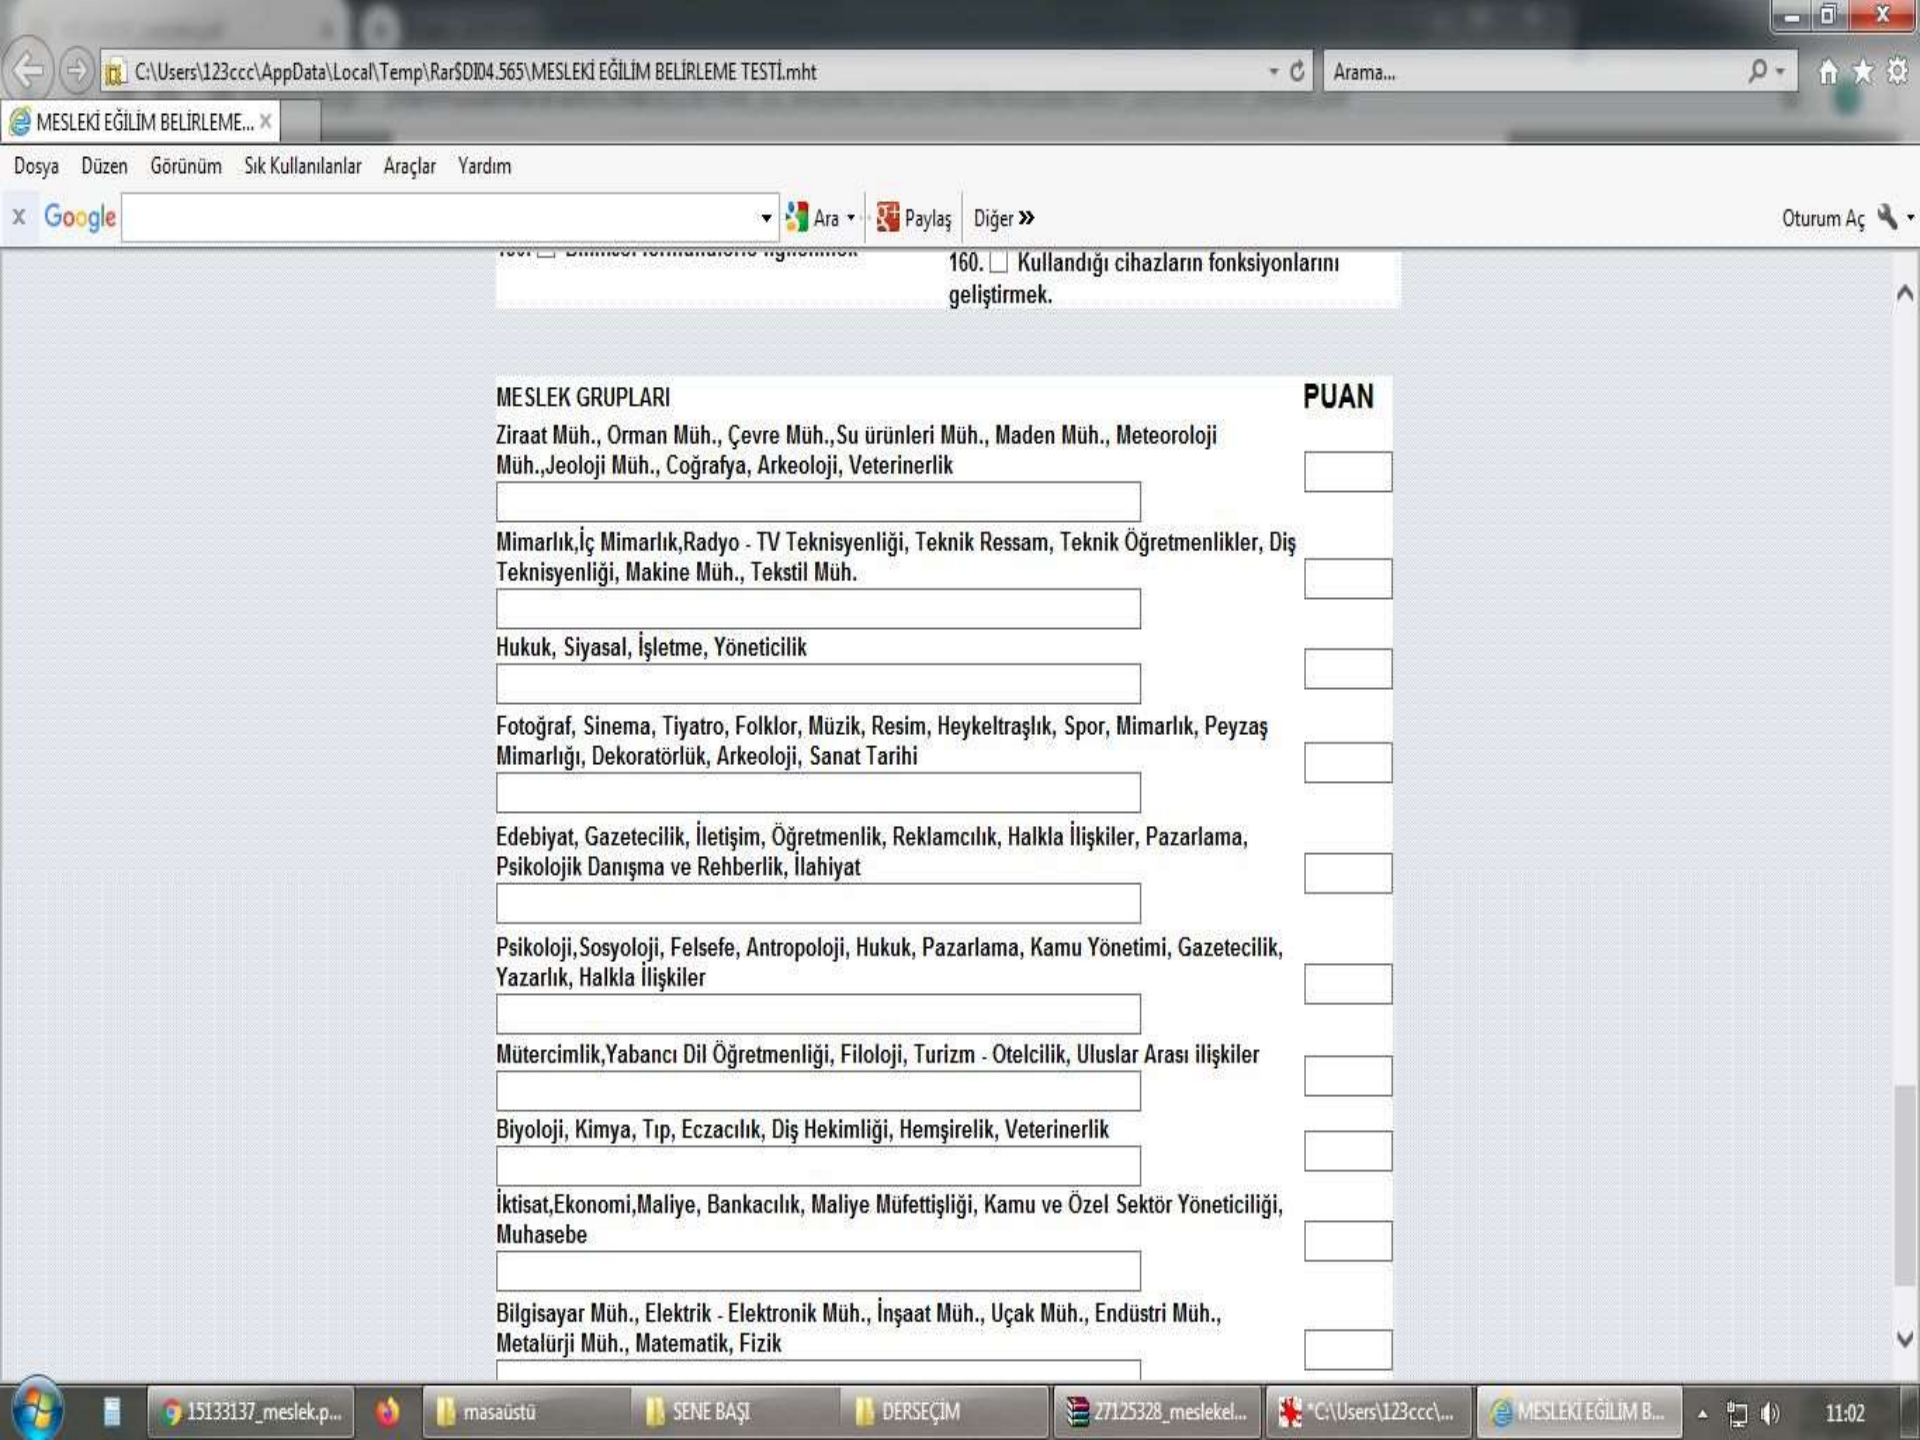 C:\Users\123ccc\AppData\Local\Temp\Rar$DI04.565\MESLEKİ EĞİLİM BELİRLEME TESTİ.mht
Arama...
MESLEKİ EĞİLİM BELİRLEME...
Dosya Düzen Görünüm Sık Kullanılanlar Araçlar Yardım
Google Ara Paylaş Diğer »
Oturum Aç
160. Kullandığı cihazların fonksiyonlarını
geliştirmek.
MESLEK GRUPLARI PUAN
Ziraat Müh., Orman Müh., Çevre Müh.,Su ürünleri Müh., Maden Müh., Meteoroloji
Müh.,Jeoloji Müh., Coğrafya, Arkeoloji, Veterinerlik
Mimarlık,İç Mimarlık,Radyo - TV Teknisyenliği, Teknik Ressam, Teknik Öğretmenlikler, Diş
Teknisyenliği, Makine Müh., Tekstil Müh.
Hukuk, Siyasal, İşletme, Yöneticilik
Fotoğraf, Sinema, Tiyatro, Folklor, Müzik, Resim, Heykeltraşlık, Spor, Mimarlık, Peyzaş
Mimarlığı, Dekoratörlük, Arkeoloji, Sanat Tarihi
Edebiyat, Gazetecilik, İletişim, Öğretmenlik, Reklamcılık, Halkla İlişkiler, Pazarlama,
Psikolojik Danışma ve Rehberlik, İlahiyat
Psikoloji,Sosyoloji, Felsefe, Antropoloji, Hukuk, Pazarlama, Kamu Yönetimi, Gazetecilik,
Yazarlık, Halkla İlişkiler
Mütercimlik,Yabancı Dil Öğretmenliği, Filoloji, Turizm - Otelcilik, Uluslar Arası ilişkiler
Biyoloji, Kimya, Tıp, Eczacılık, Diş Hekimliği, Hemşirelik, Veterinerlik
İktisat,Ekonomi,Maliye, Bankacılık, Maliye Müfettişliği, Kamu ve Özel Sektör Yöneticiliği,
Muhasebe
Bilgisayar Müh., Elektrik - Elektronik Müh., İnşaat Müh., Uçak Müh., Endüstri Müh.,
Metalürji Müh., Matematik, Fizik
15133137_meslek.p... masaüstü SENE BAŞI DERSEÇİM 27125328_meslekel... *C:\Users\123ccc\... MESLEKİ EĞİLİM B... 11:02